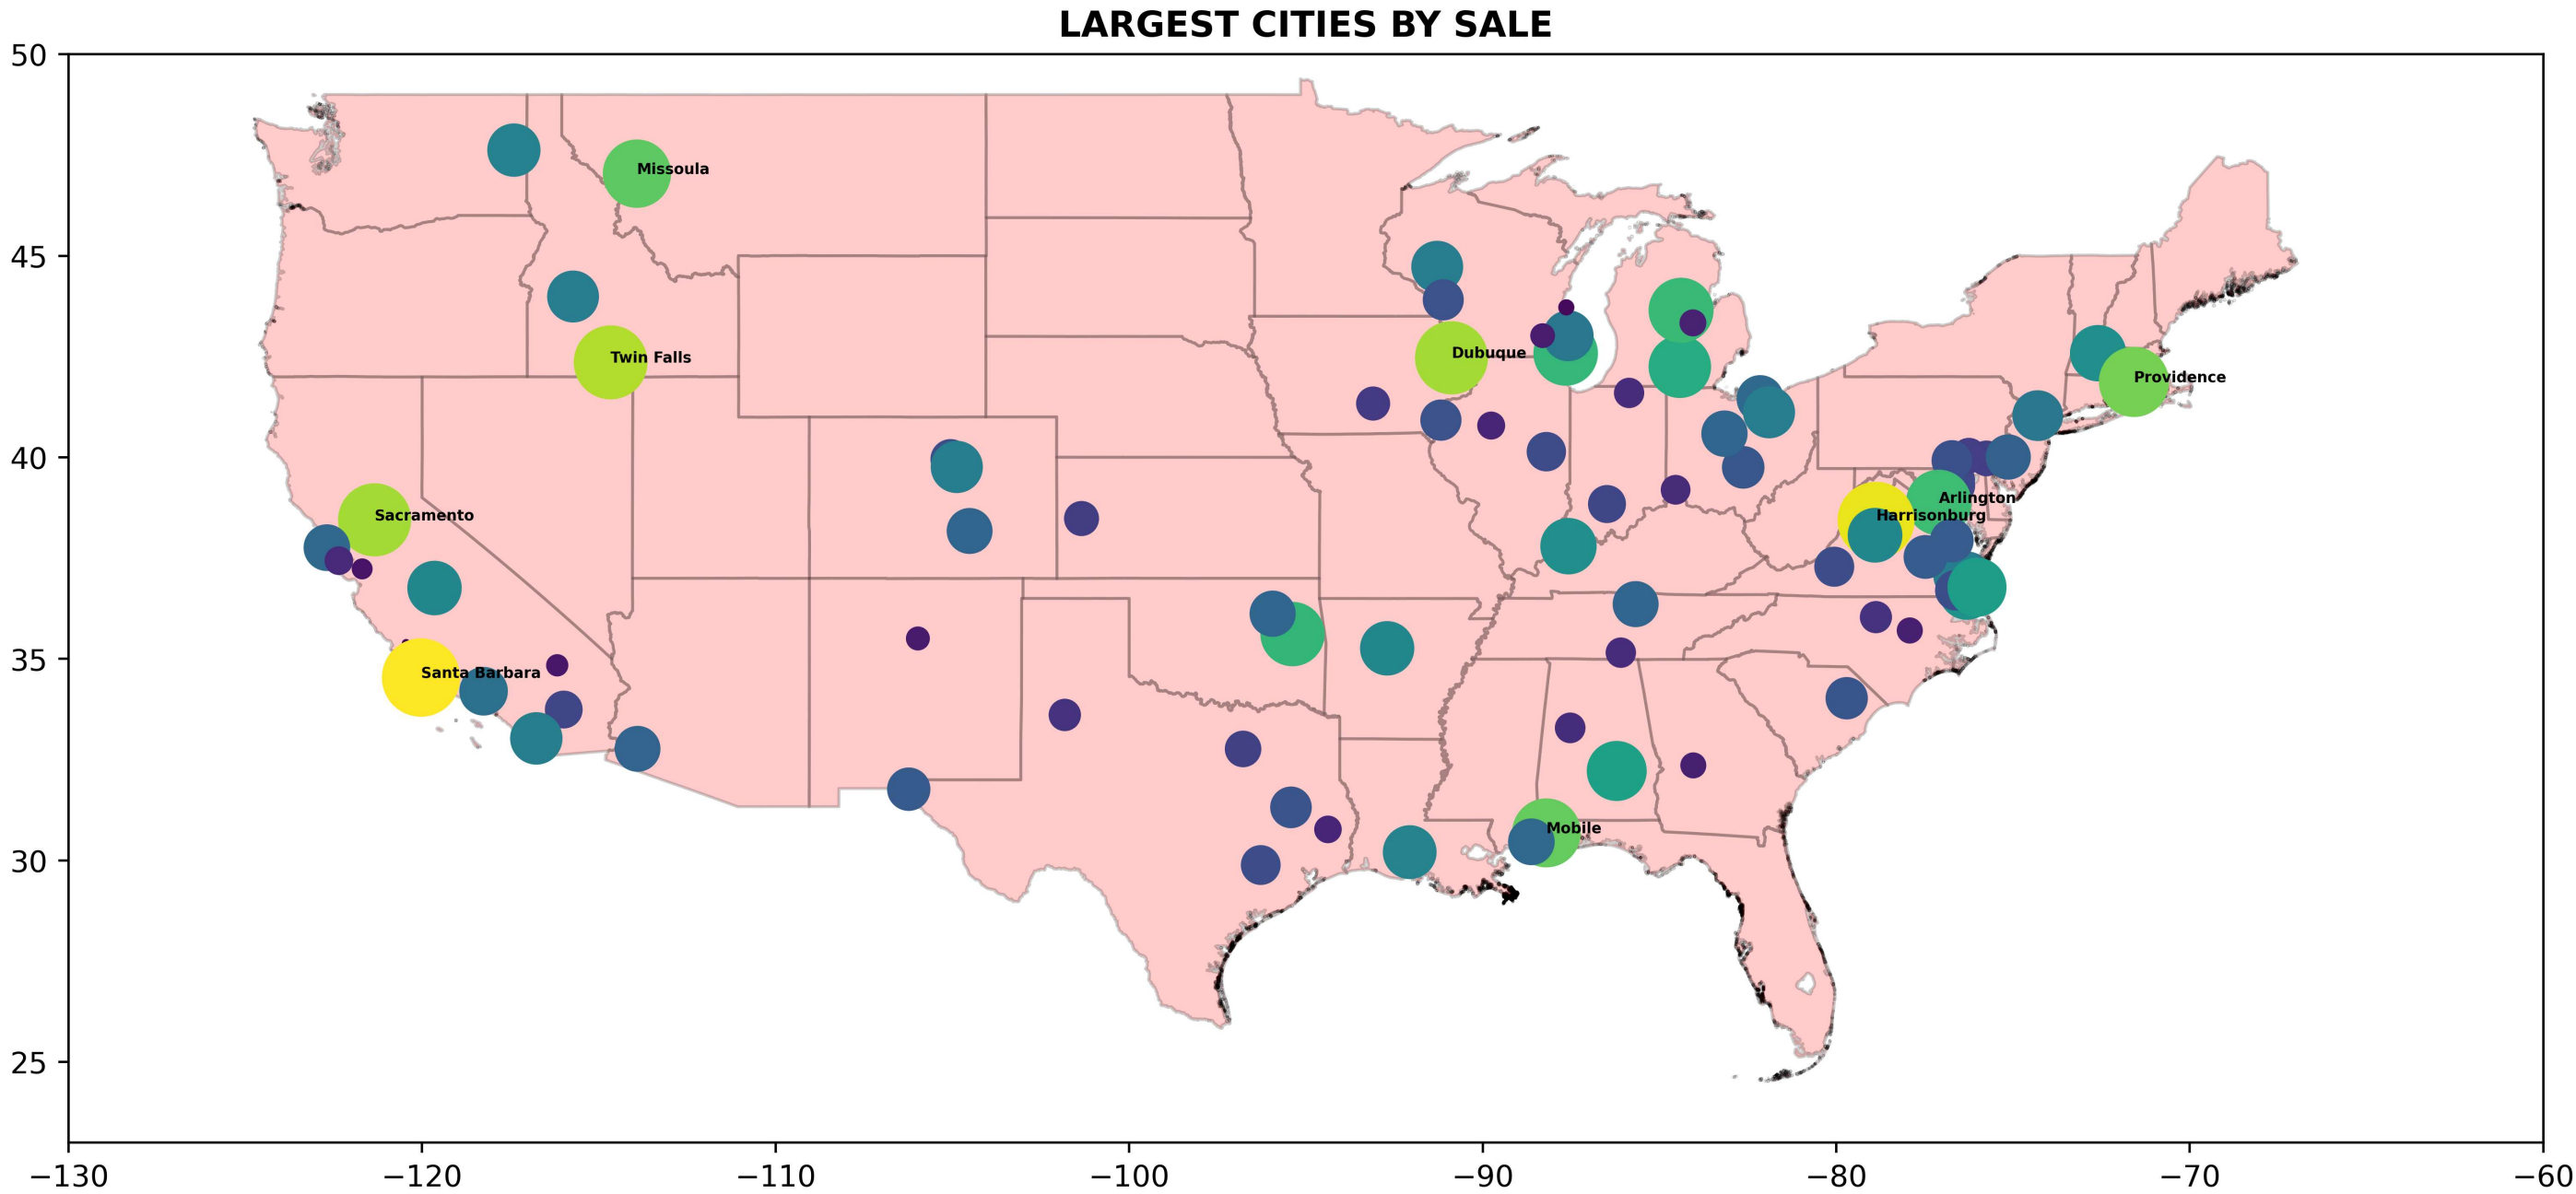 LARGEST CITIES BY SALE
50
45
40
35
30
25
Missoula
Twin Falls
Dubuque
Providence
Sacramento
Arlington
Harrisonburg
Santa Barbara
Mobile
−130
−120
−110
−100
−90
−80
−70
−60